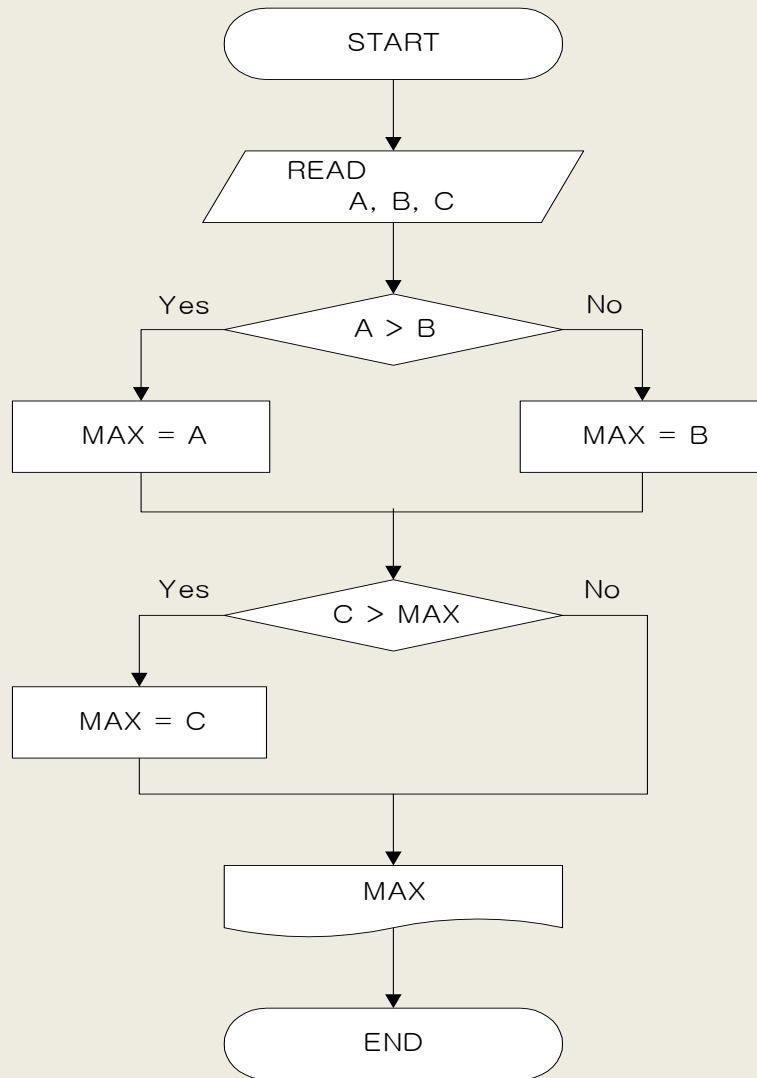 START
READ
A, B, C
Yes
A > B
No
MAX = A
MAX = B
Yes
C > MAX
No
MAX = C
MAX
END